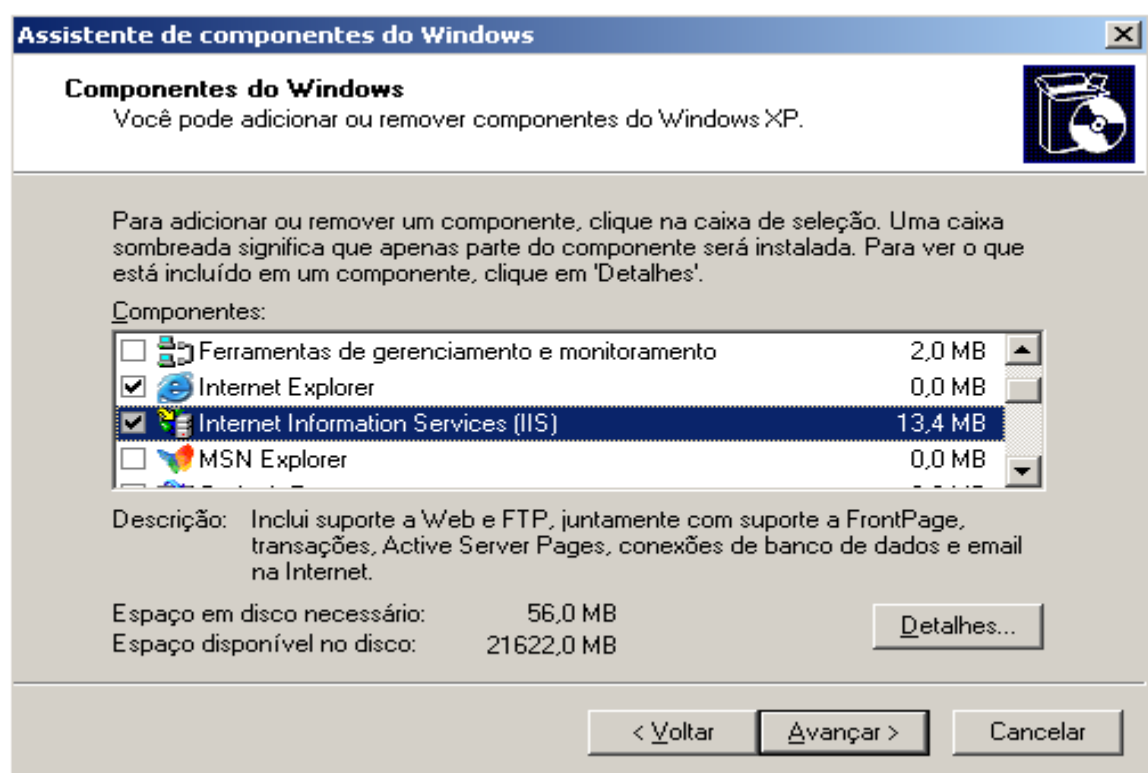 Assistente de componentes do Windows
Componentes do Windows
Você pode adicionar ou remover componentes do Windows XP.
Para adicionar ou remover um componente, clique na caixa de seleção. Uma caixa
sombreada significa que apenas parte do componente será instalada. Para ver o que
está incluído em um componente, clique em 'Detalhes'.
Componentes:
Ferramentas de gerenciamento e monitoramento 2,0 MB
Internet Explorer 0,0 MB
Internet Information Services (IIS) 13,4 MB
MSN Explorer 0,0 MB
Descrição: Inclui suporte a Web e FTP, juntamente com suporte a FrontPage,
transações, Active Server Pages, conexões de banco de dados e email
na Internet.
Espaço em disco necessário: 56,0 MB
Espaço disponível no disco: 21622,0 MB
Detalhes...
< Voltar Avançar > Cancelar